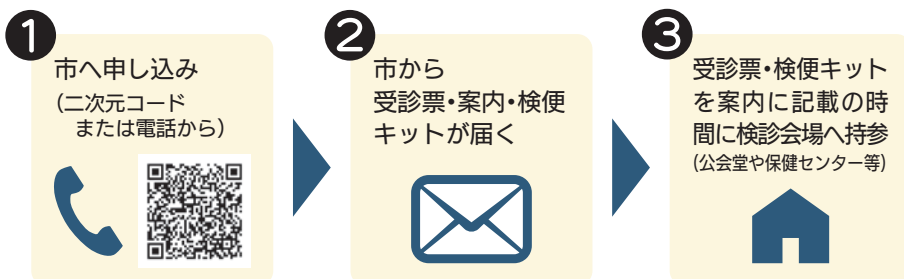 1
市へ申し込み
(二次元コード
または電話から)
2
市から
受診票・案内・検便
キットが届く
3
受診票・検便キット
を案内に記載の時
間に検診会場へ持参
(公会堂や保健センター等)